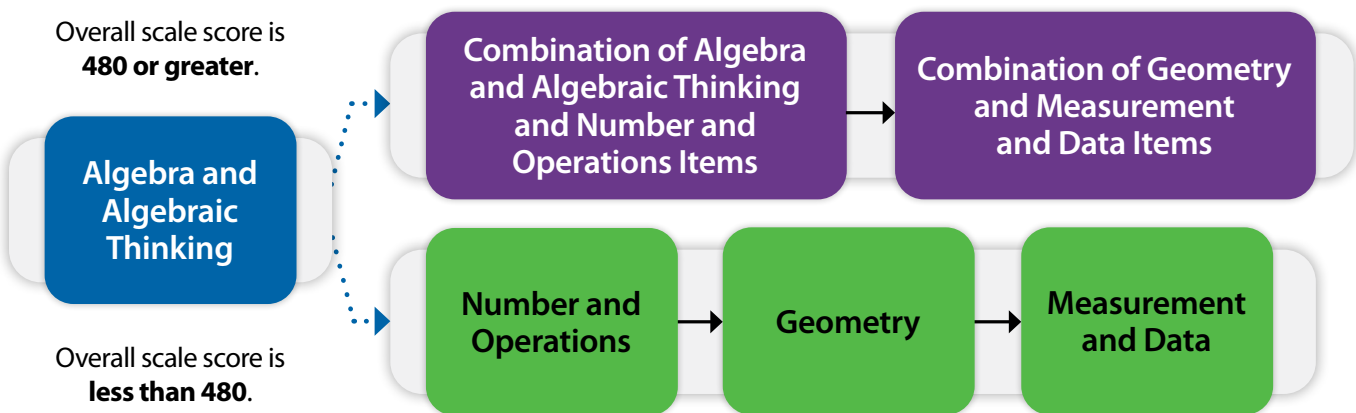 Overall scale score is
480 or greater.
Algebra and
Algebraic
Thinking
Overall scale score is
less than 480.
Combination of Algebra
and Algebraic Thinking
and Number and
Operations Items
Combination of Geometry
and Measurement
and Data Items
Number and
Operations
Geometry
Measurement
and Data